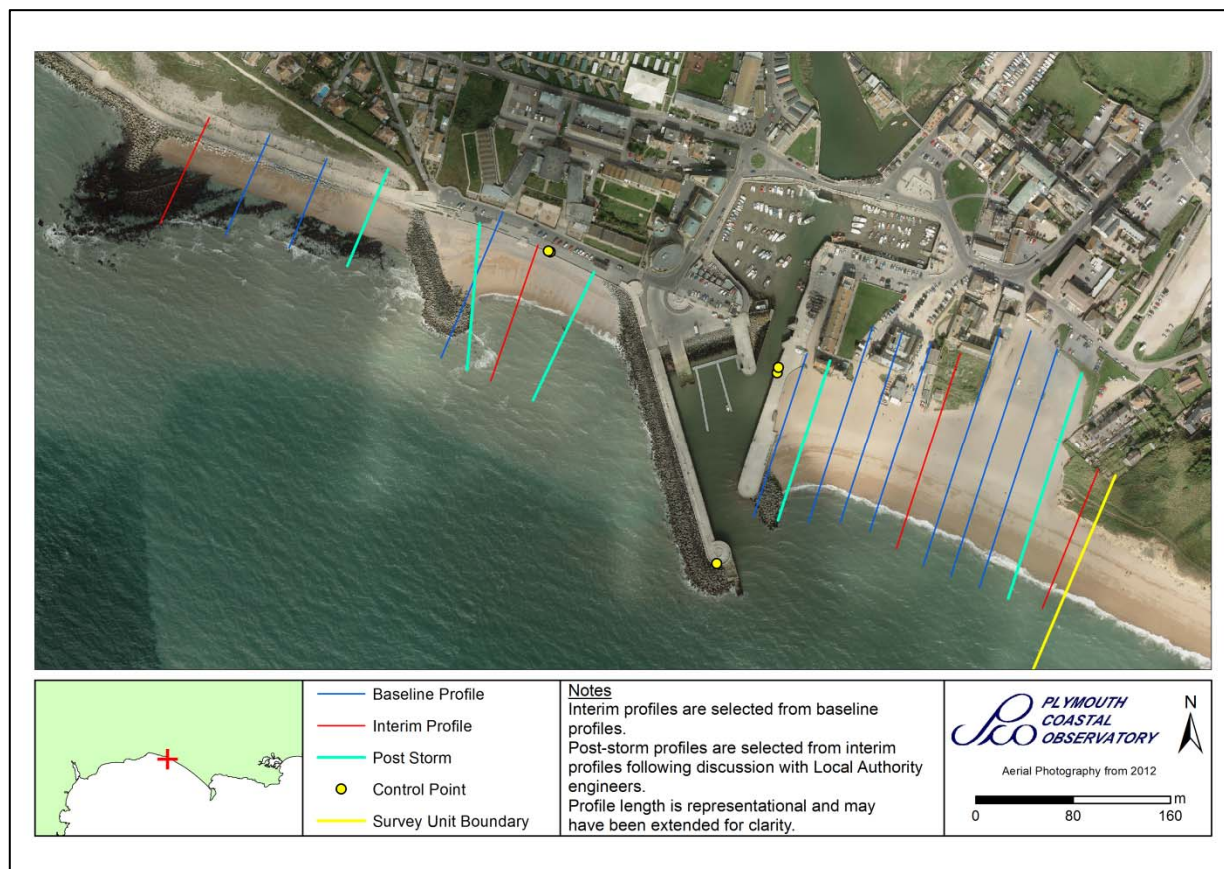 Baseline Profile
Interim Profile
Post Storm
Control Point
Survey Unit Boundary
Notes
Interim profiles are selected from baseline
profiles.
Post-storm profiles are selected from interim
profiles following discussion with Local Authority
engineers.
Profile length is representational and may
have been extended for clarity.
PLYMOUTH
COASTAL
OBSERVATORY
N
Aerial Photography from 2012
m
0 80 160